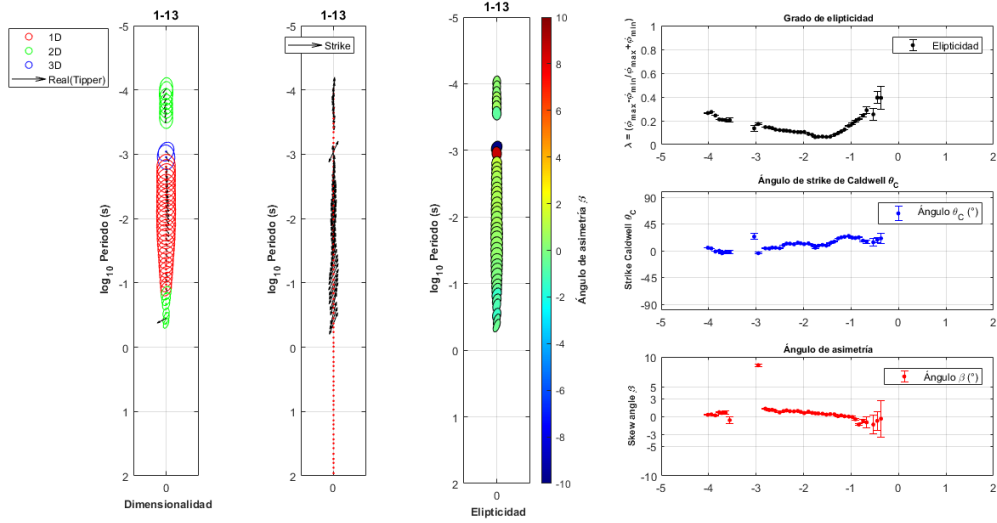 1-13
1D
2D
3D
Real(Tipper)
log10 Periodo (s)
-5
-4
-3
-2
-1
0
1
2
0
Dimensionalidad
1-13
Strike
log10 Periodo (s)
-5
-4
-3
-2
-1
0
1
2
0
1-13
log10 Periodo (s)
-5
-4
-3
-2
-1
0
1
2
0
Elipticidad
10
8
6
4
2
0
-2
-4
-6
-8
-10
Ángulo de asimetría β
Grado de elipticidad
Elipticidad
λ = (ϕmax-ϕmin/ ϕmax+ϕmin)
1
0.8
0.6
0.4
0.2
0
-5 -4 -3 -2 -1 0 1 2
Ángulo de strike de Caldwell θC
Ángulo θC (°)
Strike Caldwell θC
90
45
0
-45
-90
-5 -4 -3 -2 -1 0 1 2
Ángulo de asimetría
Ángulo β (°)
Skew angle β
10
5
3
0
-3
-5
-10
-5 -4 -3 -2 -1 0 1 2